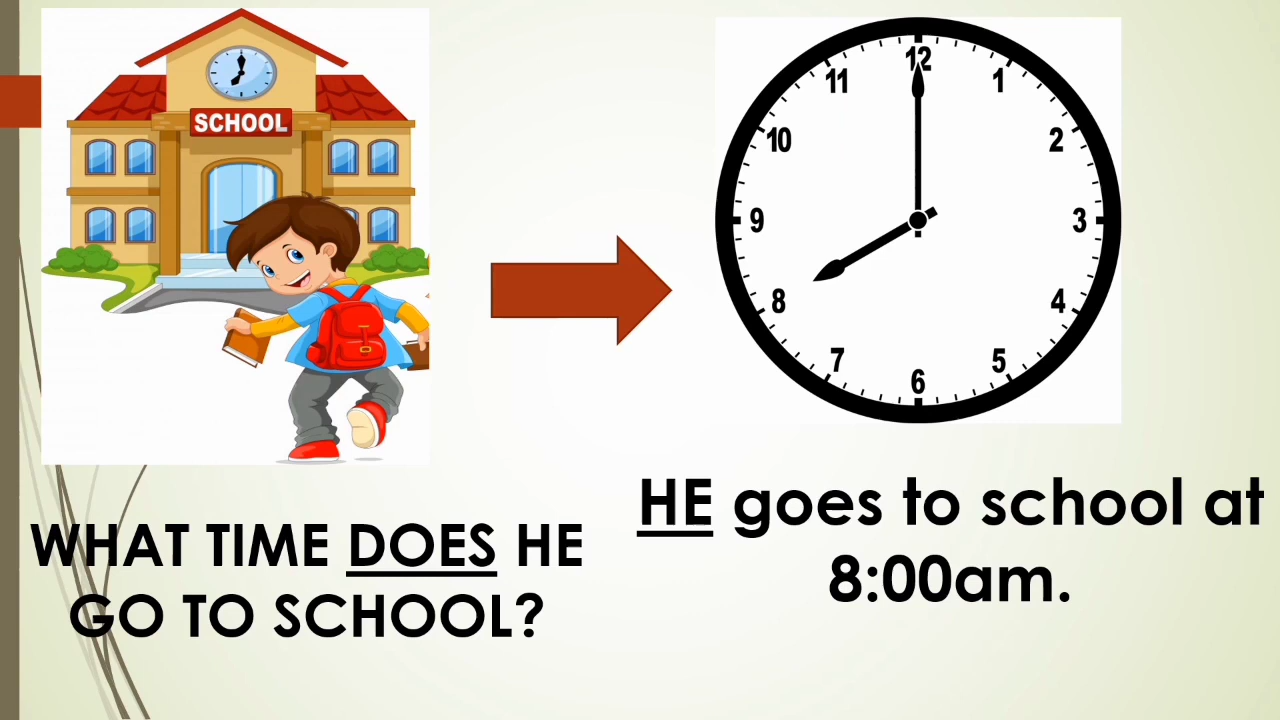 SCHOOL
12
1
2
3
4
5
6
7
8
9
10
11
WHAT TIME DOES HE
GO TO SCHOOL?
HE goes to school at
8:00am.